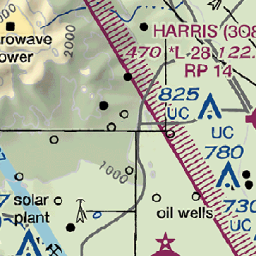 HARRIS (308
470 *L-28 122.
RP 14
rowave
ower
2000
825
UC
UC
780
1000
solar
plant
oil wells
730
UC